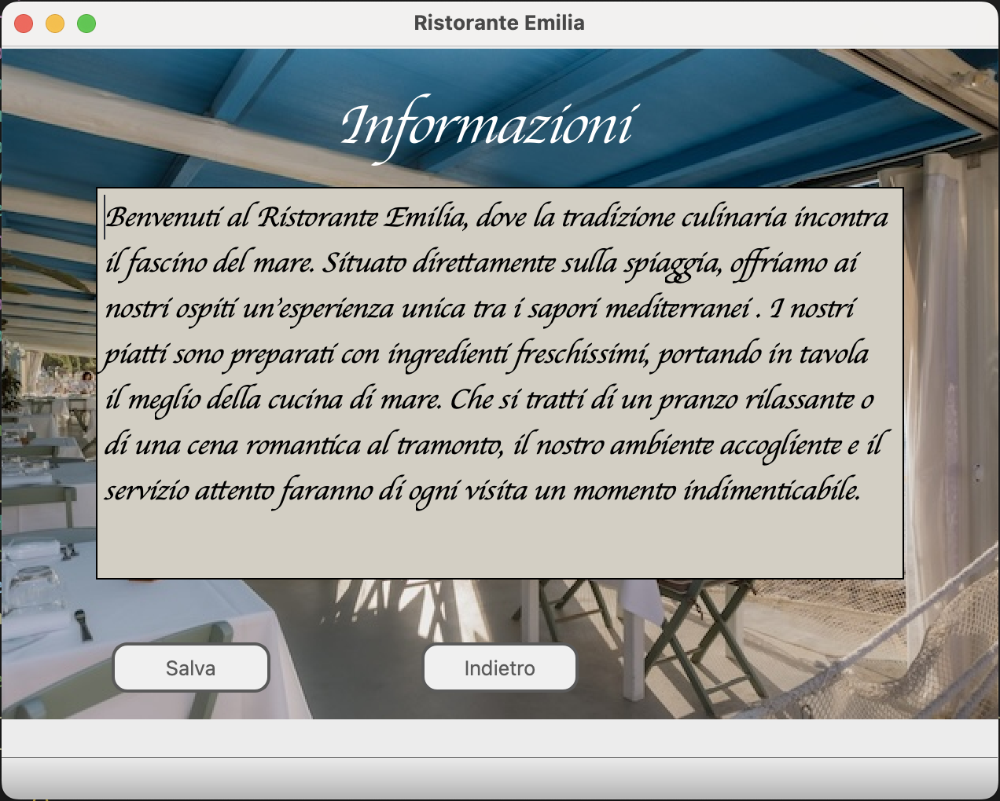 Ristorante Emilia
Informazioni
Benvenuti al Ristorante Emilia, dove la tradizione culinaria incontra
il fascino del mare. Situato direttamente sulla spiaggia, offriamo ai
nostri ospiti un'esperienza unica tra i sapori mediterranei . I nostri
piatti sono preparati con ingredienti freschissimi, portando in tavola
il meglio della cucina di mare. Che si tratti di un pranzo rilassante o
di una cena romantica al tramonto, il nostro ambiente accogliente e il
servizio attento faranno di ogni visita un momento indimenticabile.
Salva
Indietro